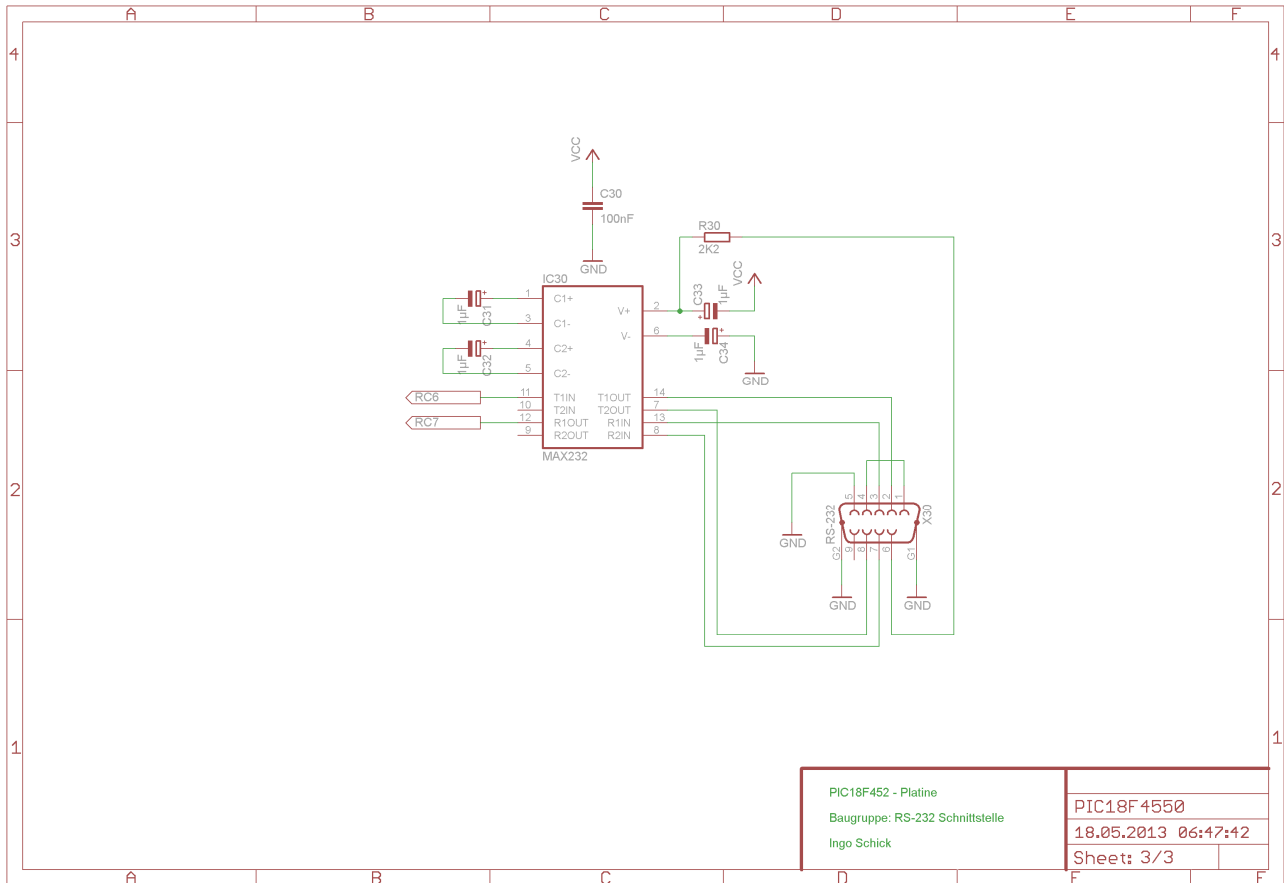 A B C D E F
4 4
VCC
C30
100nF
GND
3 3
R30
2K2
VCC
IC30
C33
1µF
1 C1+
C31
1µF
3 C1-
V+ 2
V- 6
4 C2+
C32
1µF
5 C2-
1µF
C34
GND
RC6
11 T1IN T1OUT 14
10 T2IN T2OUT 7
RC7
12 R1OUT R1IN 13
9 R2OUT R2IN 8
MAX232
2 2
5 4 3 2 1
RS-232
X30
GND
G2 9 8 7 6 G1
GND GND
1 1
PIC18F452 - Platine
Baugruppe: RS-232 Schnittstelle
Ingo Schick
PIC18F4550
18.05.2013 06:47:42
Sheet: 3/3
A B C D E F